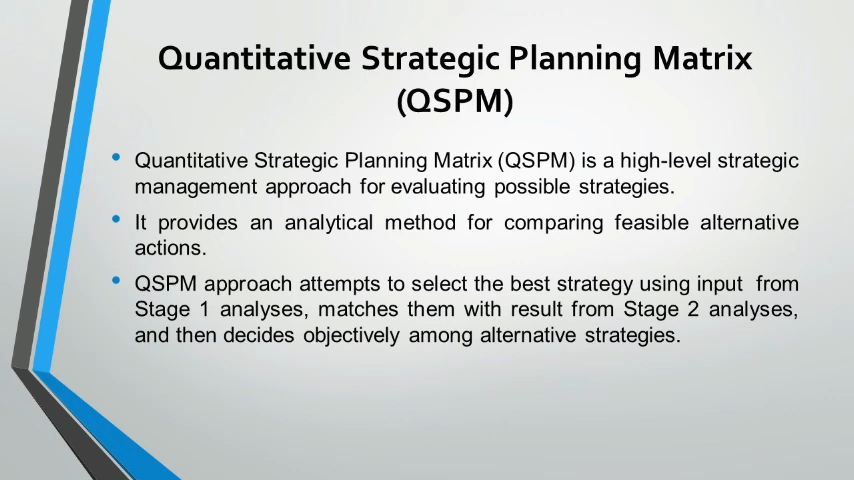 Quantitative Strategic Planning Matrix
(QSPM)
• Quantitative Strategic Planning Matrix (QSPM) is a high-level strategic
management approach for evaluating possible strategies.
• It provides an analytical method for comparing feasible alternative
actions.
• QSPM approach attempts to select the best strategy using input from
Stage 1 analyses, matches them with result from Stage 2 analyses,
and then decides objectively among alternative strategies.